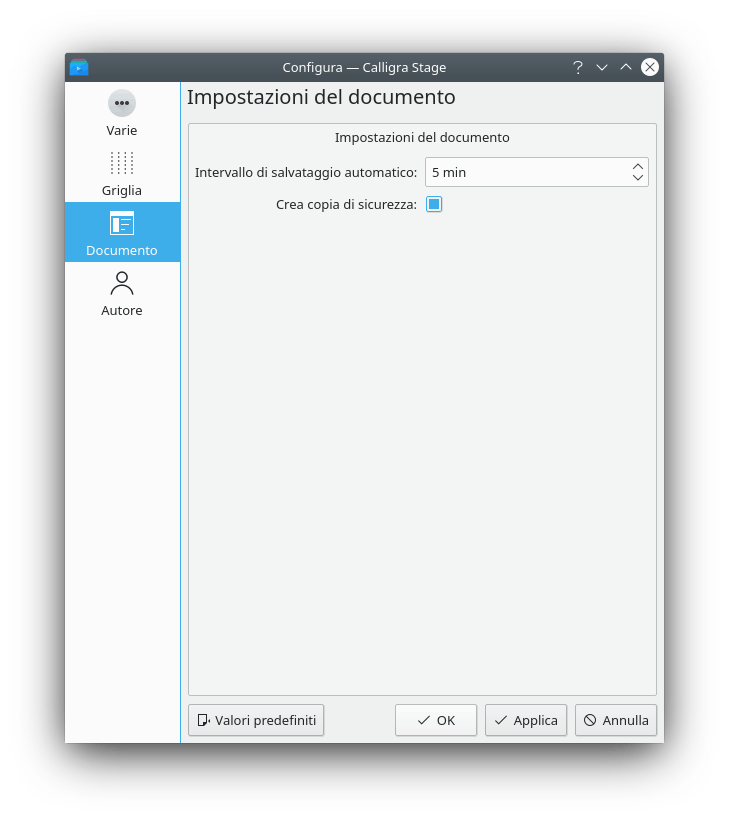 Configura — Calligra Stage
Varie
Griglia
Documento
Autore
Impostazioni del documento
Impostazioni del documento
Intervallo di salvataggio automatico: 5 min
Crea copia di sicurezza:
Valori predefiniti OK Applica Annulla